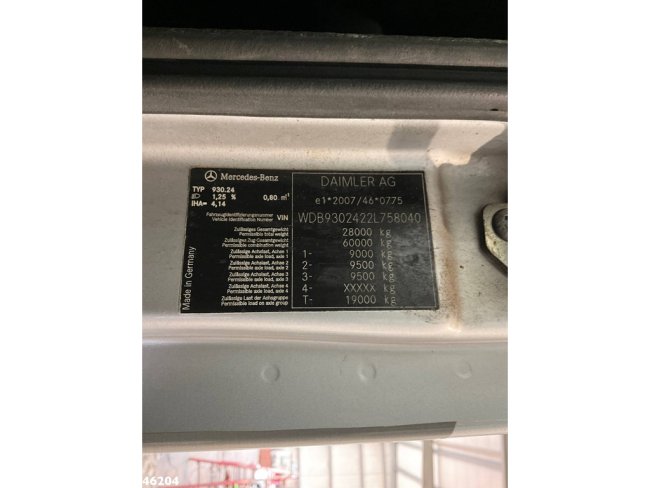 Mercedes-Benz
DAIMLER AG
TYP 930.24
1,25 % 0,80 m
IHA= 4,14
e1*2007/46*0775
Fahrzeugidentifizierungsnummer
Vehicle Identification Number VIN WDB9302422L758040
Zulässiges Gesamtgewicht
Permissible total weight 28000 kg
Zulässiges Zug-Gesamtgewicht
Permissible combination weight 60000 kg
Zulässige Achslast, Achse 1
Permissible axle load, axle 1 1- 9000 kg
Zulässige Achslast, Achse 2
Permissible axle load, axle 2 2- 9500 kg
Zulässige Achslast, Achse 3
Permissible axle load, axle 3 3- 9500 kg
Zulässige Achslast, Achse 4
Permissible axle load, axle 4 4- XXXXX kg
Zulässige Last der Achsgruppe
Permissible load on axle group T- 19000 kg
Made in Germany
46204